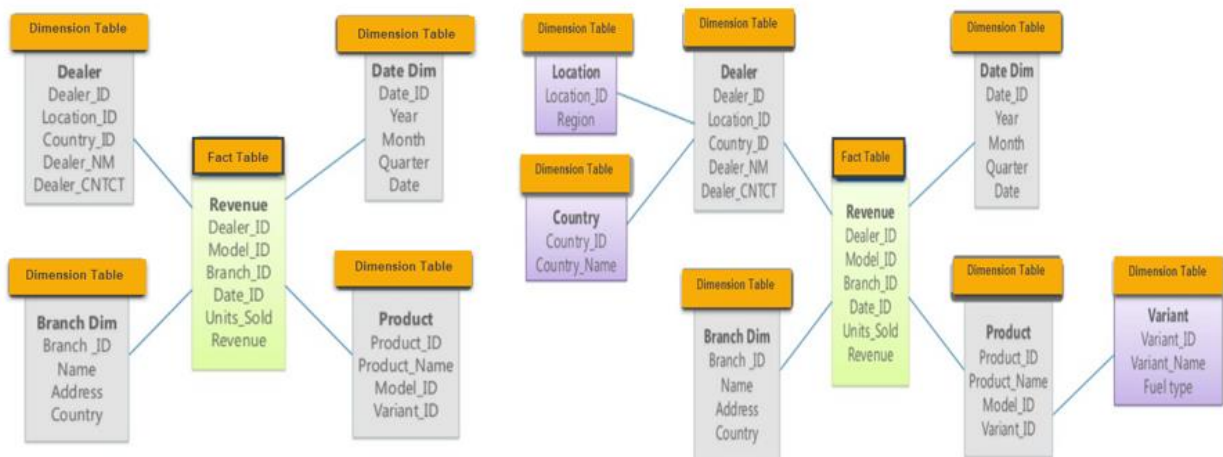 Dimension Table
Dealer
Dealer_ID
Location_ID
Country_ID
Dealer_NM
Dealer_CNTCT
Dimension Table
Date Dim
Date_ID
Year
Month
Quarter
Date
Fact Table
Revenue
Dealer_ID
Model_ID
Branch_ID
Date_ID
Units_Sold
Revenue
Dimension Table
Branch Dim
Branch _ID
Name
Address
Country
Dimension Table
Product
Product_ID
Product_Name
Model_ID
Variant_ID
Dimension Table
Location
Location_ID
Region
Dimension Table
Dealer
Dealer_ID
Location_ID
Country_ID
Dealer_NM
Dealer_CNTCT
Dimension Table
Date Dim
Date_ID
Year
Month
Quarter
Date
Dimension Table
Country
Country_ID
Country_Name
Fact Table
Revenue
Dealer_ID
Model_ID
Branch_ID
Date_ID
Units_Sold
Revenue
Dimension Table
Branch Dim
Branch _ID
Name
Address
Country
Dimension Table
Product
Product_ID
Product_Name
Model_ID
Variant_ID
Dimension Table
Variant
Variant_ID
Variant_Name
Fuel type